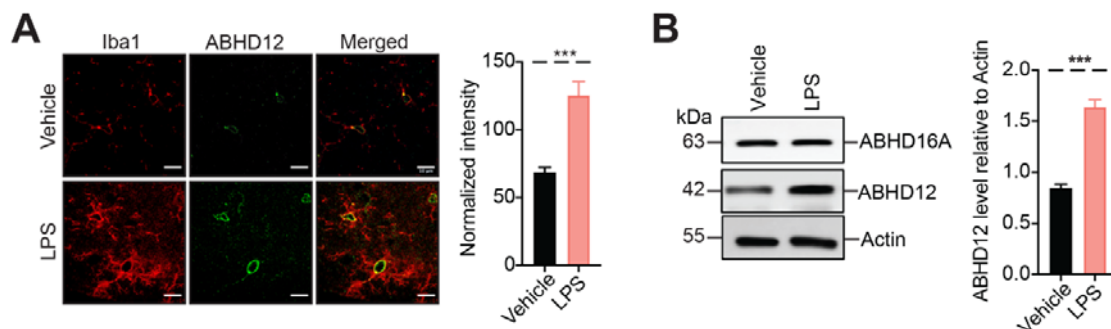 A
Iba1 ABHD12 Merged
Vehicle
LPS
Normalized intensity
150
100
50
0
***
Vehicle
LPS
B
Vehicle
LPS
kDa
63
ABHD16A
42
ABHD12
55
Actin
ABHD12 level relative to Actin
2.0
1.5
1.0
0.5
0.0
***
Vehicle
LPS